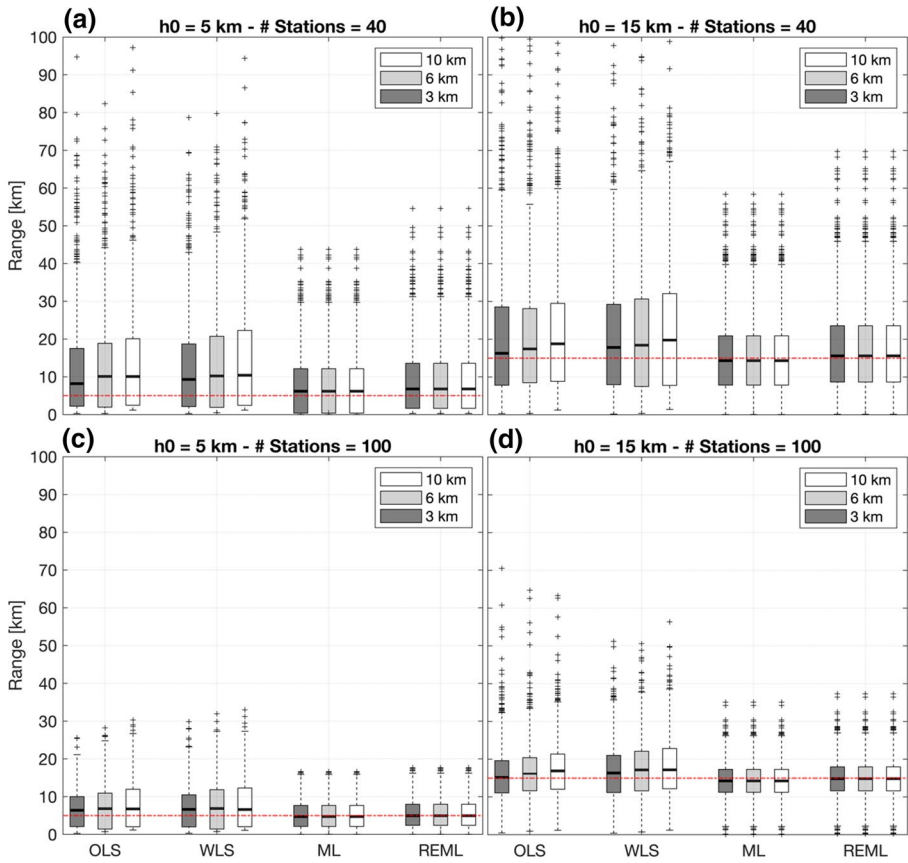 (a) h0 = 5 km - # Stations = 40
100
90
80
70
60
50
40
30
20
10
0
Range [km]
10 km
6 km
3 km
(b) h0 = 15 km - # Stations = 40
10 km
6 km
3 km
(c) h0 = 5 km - # Stations = 100
100
90
80
70
60
50
40
30
20
10
0
Range [km]
10 km
6 km
3 km
OLS WLS ML REML
(d) h0 = 15 km - # Stations = 100
10 km
6 km
3 km
OLS WLS ML REML